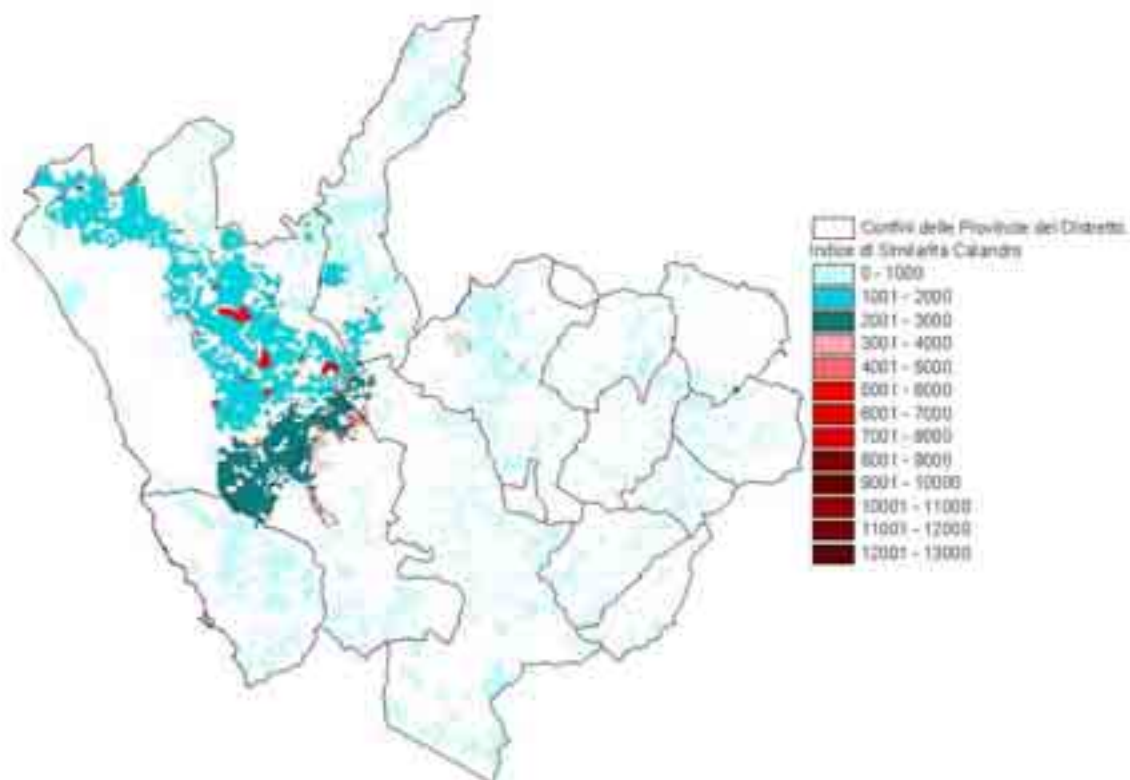 Confini delle Province del Distretto
Indice di Similarità Calandro
0 - 1000
1001 - 2000
2001 - 3000
3001 - 4000
4001 - 5000
5001 - 6000
6001 - 7000
7001 - 8000
8001 - 9000
9001 - 10000
10001 - 11000
11001 - 12000
12001 - 13000